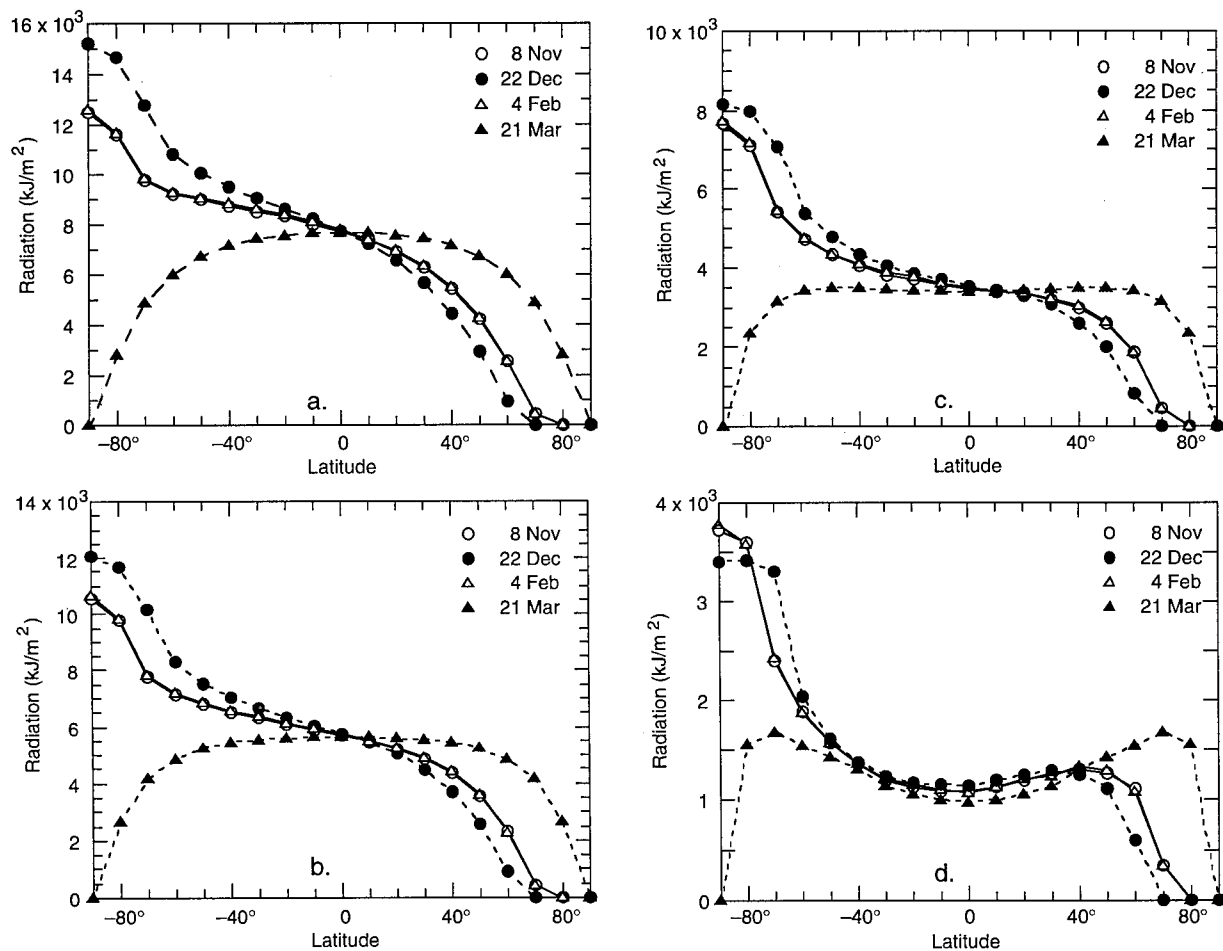 16 x 10³
14
12
10
8
6
4
2
0
Radiation (kJ/m²)
8 Nov
22 Dec
4 Feb
21 Mar
a.
−80° −40° 0 40° 80°
Latitude
10 x 10³
8
6
4
2
0
Radiation (kJ/m²)
8 Nov
22 Dec
4 Feb
21 Mar
c.
−80° −40° 0 40° 80°
Latitude
14 x 10³
12
10
8
6
4
2
0
Radiation (kJ/m²)
8 Nov
22 Dec
4 Feb
21 Mar
b.
−80° −40° 0 40° 80°
Latitude
4 x 10³
3
2
1
0
Radiation (kJ/m²)
8 Nov
22 Dec
4 Feb
21 Mar
d.
−80° −40° 0 40° 80°
Latitude